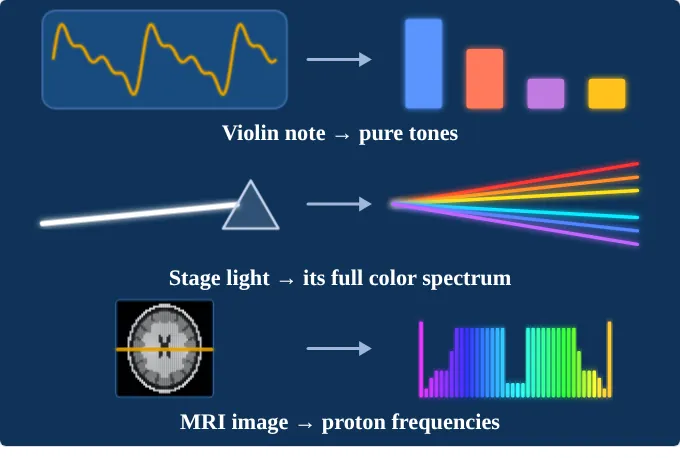 Violin note → pure tones
Stage light → its full color spectrum
MRI image → proton frequencies